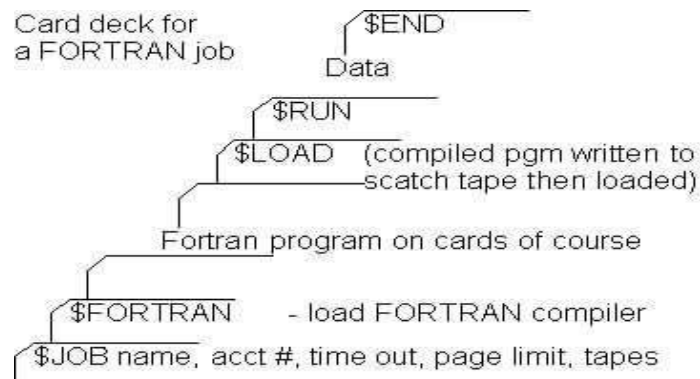 Card deck for
a FORTRAN job
$END
Data
$RUN
$LOAD (compiled pgm written to
scatch tape then loaded)
Fortran program on cards of course
$FORTRAN - load FORTRAN compiler
$JOB name, acct #, time out, page limit, tapes